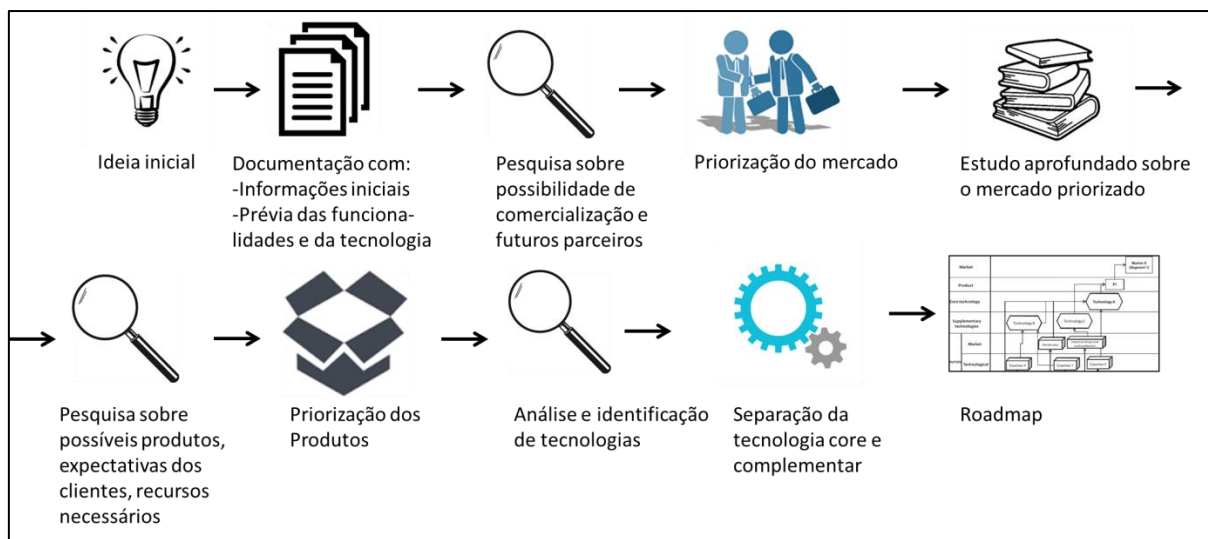 Ideia inicial
Documentação com:
-Informações iniciais
-Prévia das funciona-
lidades e da tecnologia
Pesquisa sobre
possibilidade de
comercialização e
futuros parceiros
Priorização do mercado
Estudo aprofundado sobre
o mercado priorizado
Pesquisa sobre
possíveis produtos,
expectativas dos
clientes, recursos
necessários
Priorização dos
Produtos
Análise e identificação
de tecnologias
Separação da
tecnologia core e
complementar
Market
Product
Core technology
Supplementary
technologies
Market
Technological
Technology A
Technology B
P1
Roadmap